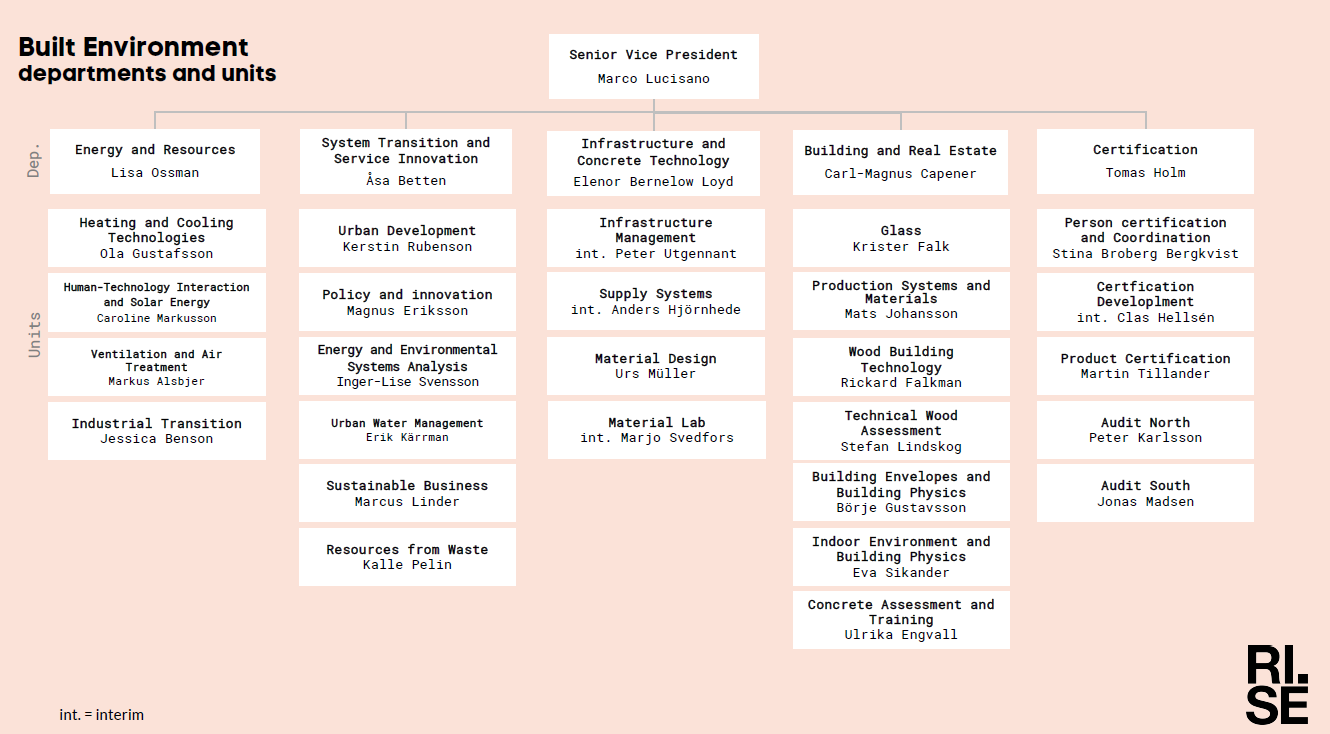 Built Environment
departments and units
Senior Vice President
Marco Lucisano
Dep.
Energy and Resources
Lisa Ossman
System Transition and
Service Innovation
Åsa Betten
Infrastructure and
Concrete Technology
Elenor Bernelow Loyd
Building and Real Estate
Carl-Magnus Capener
Certification
Tomas Holm
Units
Heating and Cooling
Technologies
Ola Gustafsson
Human-Technology Interaction
and Solar Energy
Caroline Markusson
Ventilation and Air
Treatment
Markus Alsbjer
Industrial Transition
Jessica Benson
Urban Development
Kerstin Rubenson
Policy and innovation
Magnus Eriksson
Energy and Environmental
Systems Analysis
Inger-Lise Svensson
Urban Water Management
Erik Kärrman
Sustainable Business
Marcus Linder
Resources from Waste
Kalle Pelin
Infrastructure
Management
int. Peter Utgennant
Supply Systems
int. Anders Hjörnhede
Material Design
Urs Müller
Material Lab
int. Marjo Svedfors
Glass
Krister Falk
Production Systems and
Materials
Mats Johansson
Wood Building
Technology
Rickard Falkman
Technical Wood
Assessment
Stefan Lindskog
Building Envelopes and
Building Physics
Börje Gustavsson
Indoor Environment and
Building Physics
Eva Sikander
Concrete Assessment and
Training
Ulrika Engvall
Person certification
and Coordination
Stina Broberg Bergkvist
Certfication
Developlment
int. Clas Hellsén
Product Certification
Martin Tillander
Audit North
Peter Karlsson
Audit South
Jonas Madsen
int. = interim
RI.
SE